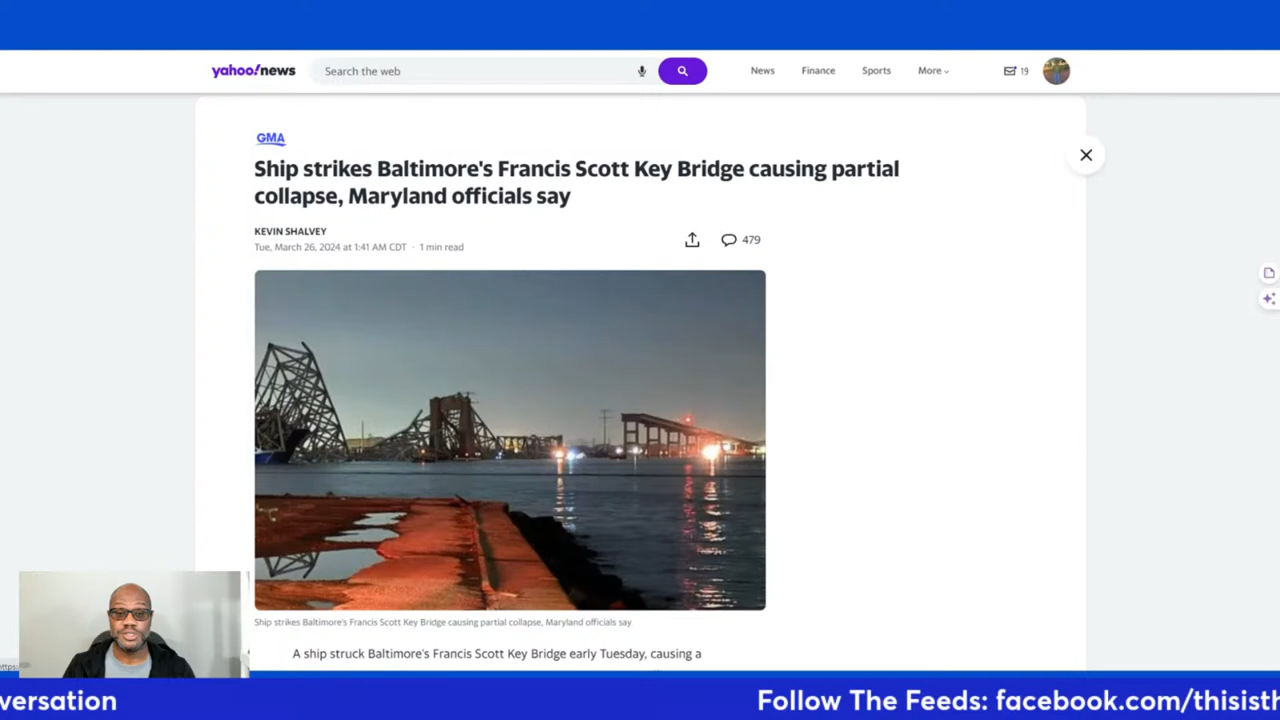 yahoo!news
Search the web
News
Finance
Sports
More
19
GMA
Ship strikes Baltimore's Francis Scott Key Bridge causing partial
collapse, Maryland officials say
KEVIN SHALVEY
Tue, March 26, 2024 at 1:41 AM CDT · 1 min read
479
Ship strikes Baltimore's Francis Scott Key Bridge causing partial collapse, Maryland officials say
A ship struck Baltimore's Francis Scott Key Bridge early Tuesday, causing a
versation
Follow The Feeds: facebook.com/thisisth